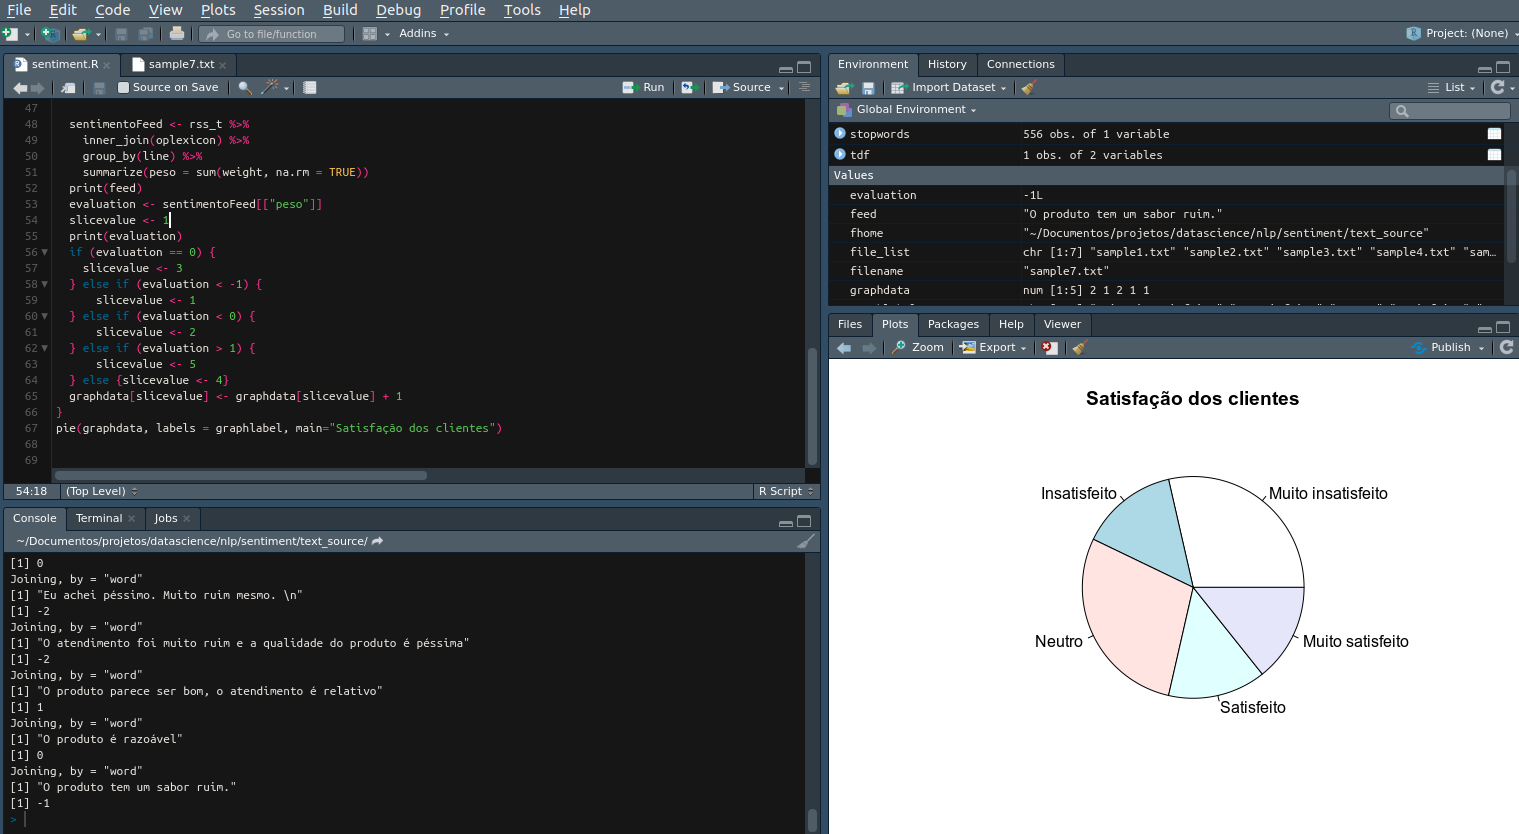 File Edit Code View Plots Session Build Debug Profile Tools Help
Go to file/function Addins Project: (None)
sentiment.R sample7.txt
Source on Save Run Source
47
48 sentimentoFeed <- rss_t %>%
49 inner_join(oplexicon) %>%
50 group_by(line) %>%
51 summarize(peso = sum(weight, na.rm = TRUE))
52 print(feed)
53 evaluation <- sentimentoFeed[["peso"]]
54 slicevalue <- 1
55 print(evaluation)
56 if (evaluation == 0) {
57 slicevalue <- 3
58 } else if (evaluation < -1) {
59 slicevalue <- 1
60 } else if (evaluation < 0) {
61 slicevalue <- 2
62 } else if (evaluation > 1) {
63 slicevalue <- 5
64 } else {slicevalue <- 4}
65 graphdata[slicevalue] <- graphdata[slicevalue] + 1
66 }
67 pie(graphdata, labels = graphlabel, main="Satisfação dos clientes")
68
69
54:18 (Top Level) R Script
Console Terminal Jobs
~/Documentos/projetos/datascience/nlp/sentiment/text_source/
[1] 0
Joining, by = "word"
[1] "Eu achei péssimo. Muito ruim mesmo. \n"
[1] -2
Joining, by = "word"
[1] "O atendimento foi muito ruim e a qualidade do produto é péssima"
[1] -2
Joining, by = "word"
[1] "O produto parece ser bom, o atendimento é relativo"
[1] 1
Joining, by = "word"
[1] "O produto é razoável"
[1] 0
Joining, by = "word"
[1] "O produto tem um sabor ruim."
[1] -1
>
Environment History Connections
Import Dataset List
Global Environment
stopwords 556 obs. of 1 variable
tdf 1 obs. of 2 variables
Values
evaluation -1L
feed "O produto tem um sabor ruim."
fhome "~/Documentos/projetos/datascience/nlp/sentiment/text_source"
file_list chr [1:7] "sample1.txt" "sample2.txt" "sample3.txt" "sample4.txt" "sam…
filename "sample7.txt"
graphdata num [1:5] 2 1 2 1 1
Files Plots Packages Help Viewer
Zoom Export Publish
Satisfação dos clientes
Insatisfeito
Muito insatisfeito
Neutro
Muito satisfeito
Satisfeito